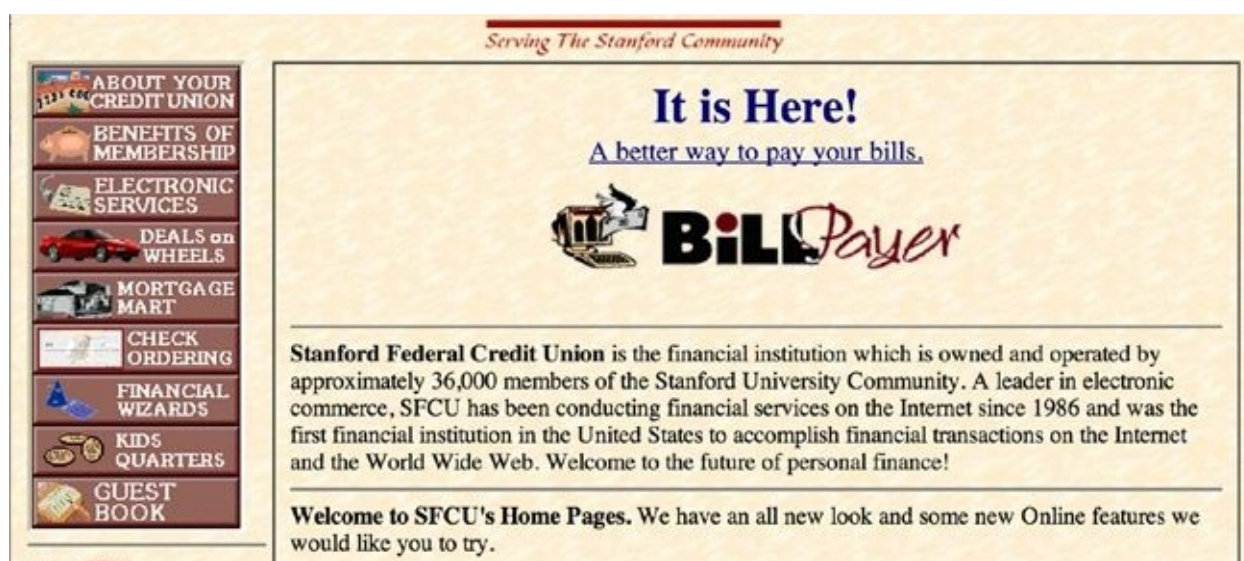 Serving The Stanford Community
ABOUT YOUR
CREDIT UNION
BENEFITS OF
MEMBERSHIP
ELECTRONIC
SERVICES
DEALS on
WHEELS
MORTGAGE
MART
CHECK
ORDERING
FINANCIAL
WIZARDS
KIDS
QUARTERS
GUEST
BOOK
It is Here!
A better way to pay your bills.
BiLL Payer
Stanford Federal Credit Union is the financial institution which is owned and operated by
approximately 36,000 members of the Stanford University Community. A leader in electronic
commerce, SFCU has been conducting financial services on the Internet since 1986 and was the
first financial institution in the United States to accomplish financial transactions on the Internet
and the World Wide Web. Welcome to the future of personal finance!
Welcome to SFCU's Home Pages. We have an all new look and some new Online features we
would like you to try.